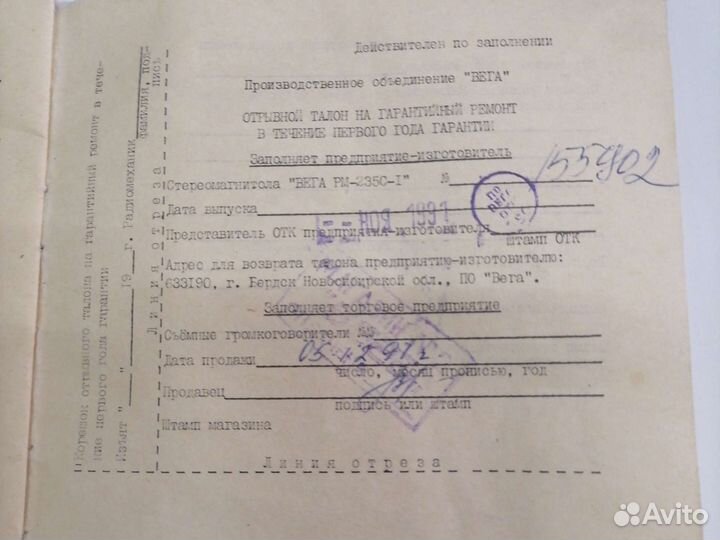 Действителен по заполнении
Производственное объединение "ВЕГА"
ОТРЫВНОЙ ТАЛОН НА ГАРАНТИЙНЫЙ РЕМОНТ
В ТЕЧЕНИЕ ПЕРВОГО ГОДА ГАРАНТИИ
Заполняет предприятие-изготовитель
Стереомагнитола "ВЕГА РМ-235С-I" № 155902
Дата выпуска
НОЯ 1991
Представитель ОТК предприятия-изготовителя
штамп ОТК
Адрес для возврата талона предприятию-изготовителю:
633190, г. Бердск Новосибирской обл., ПО "Вега".
Заполняет торговое предприятие
Съёмные громкоговорители №№
Дата продажи 05.12.91г.
число, месяц прописью, год
Продавец
подпись или штамп
Штамп магазина
Линия отреза
Корешок отрывного талона на гарантийный ремонт в тече-
ние первого года гарантии
Изъят " " 19 г. Радиомеханик
фамилия, под-
пись
Линия отреза
Avito